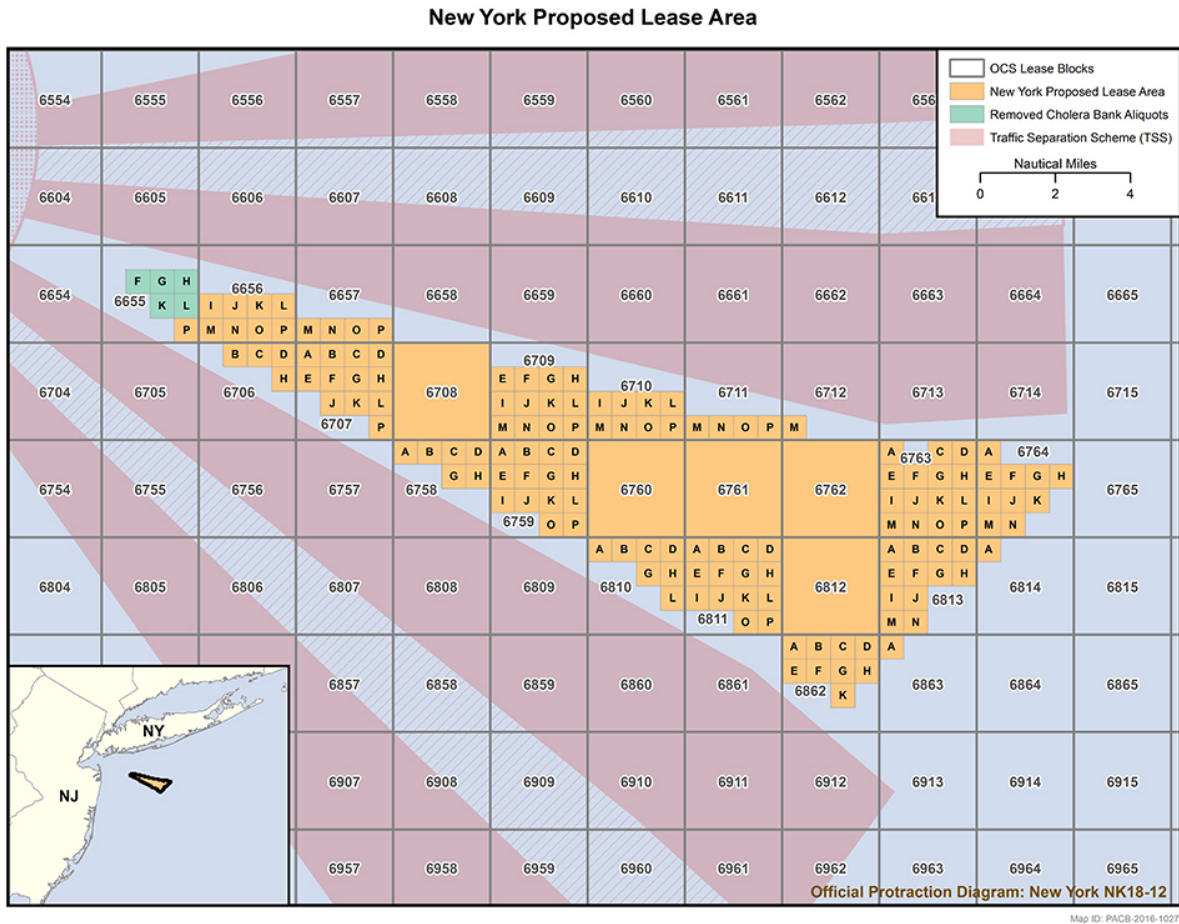 New York Proposed Lease Area
OCS Lease Blocks
New York Proposed Lease Area
Removed Cholera Bank Aliquots
Traffic Separation Scheme (TSS)
Nautical Miles
0 2 4
6554 6555 6556 6557 6558 6559 6560 6561 6562 656
6604 6605 6606 6607 6608 6609 6610 6611 6612 661
F G H
6654 6655 K L I J K L 6656 6657 6658 6659 6660 6661 6662 6663 6664 6665
P M N O P M N O P
B C D A B C D 6709
H E F G H E F G H 6710
6704 6705 6706 J K L 6708 I J K L I J K L 6711 6712 6713 6714 6715
6707 P M N O P M N O P M N O P M
A B C D A B C D A 6763 C D A 6764
G H E F G H E F G H E F G H
6754 6755 6756 6757 6758 I J K L 6760 6761 6762 I J K L I J K 6765
6759 O P M N O P M N
A B C D A B C D A B C D A
G H E F G H E F G H
6804 6805 6806 6807 6808 6809 6810 L I J K L 6812 I J 6813 6814 6815
6811 O P M N
A B C D A
E F G H
6857 6858 6859 6860 6861 6862 K 6863 6864 6865
6907 6908 6909 6910 6911 6912 6913 6914 6915
6957 6958 6959 6960 6961 6962 6963 6964 6965
NY
NJ
Official Protraction Diagram: New York NK18-12
Map ID: PACB-2016-1027